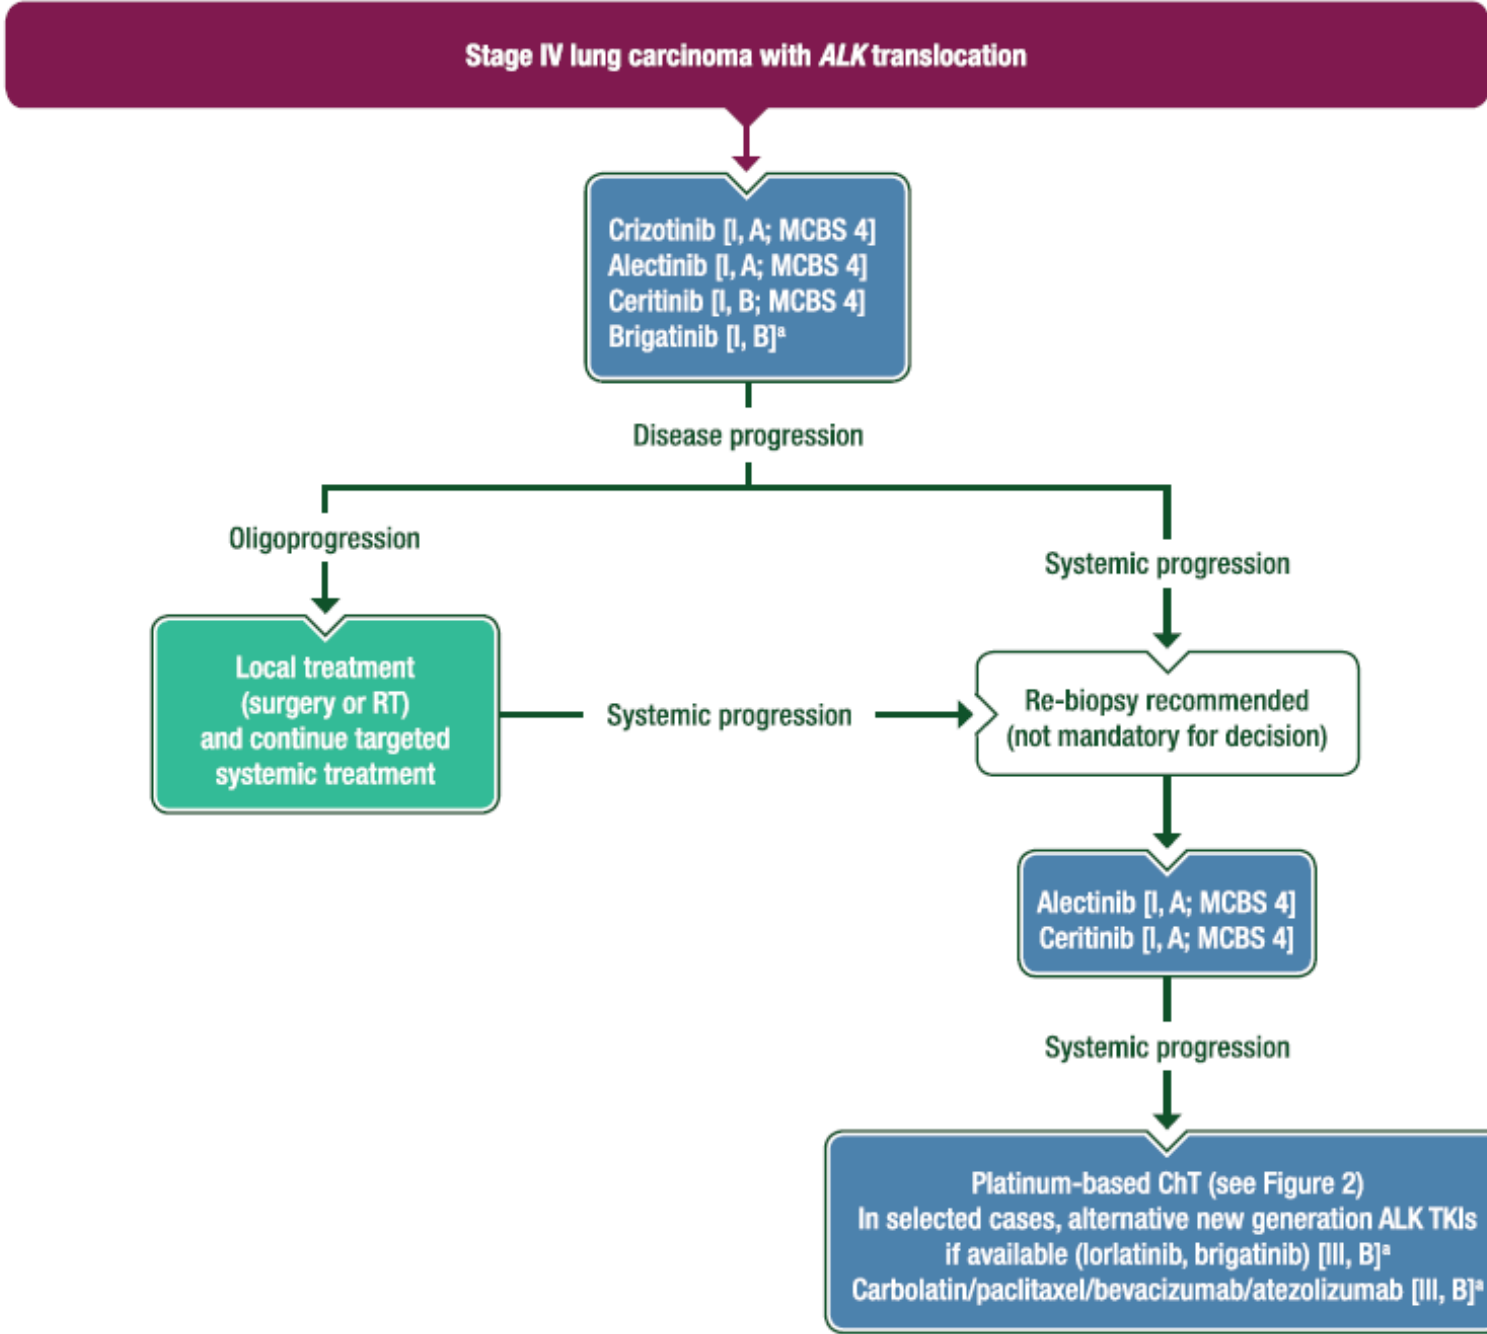 Stage IV lung carcinoma with ALK translocation
Crizotinib [I, A; MCBS 4]
Alectinib [I, A; MCBS 4]
Ceritinib [I, B; MCBS 4]
Brigatinib [I, B]ª
Disease progression
Oligoprogression
Systemic progression
Local treatment
(surgery or RT)
and continue targeted
systemic treatment
Systemic progression
Re-biopsy recommended
(not mandatory for decision)
Alectinib [I, A; MCBS 4]
Ceritinib [I, A; MCBS 4]
Systemic progression
Platinum-based ChT (see Figure 2)
In selected cases, alternative new generation ALK TKIs
if available (lorlatinib, brigatinib) [III, B]ª
Carbolatin/paclitaxel/bevacizumab/atezolizumab [III, B]ª